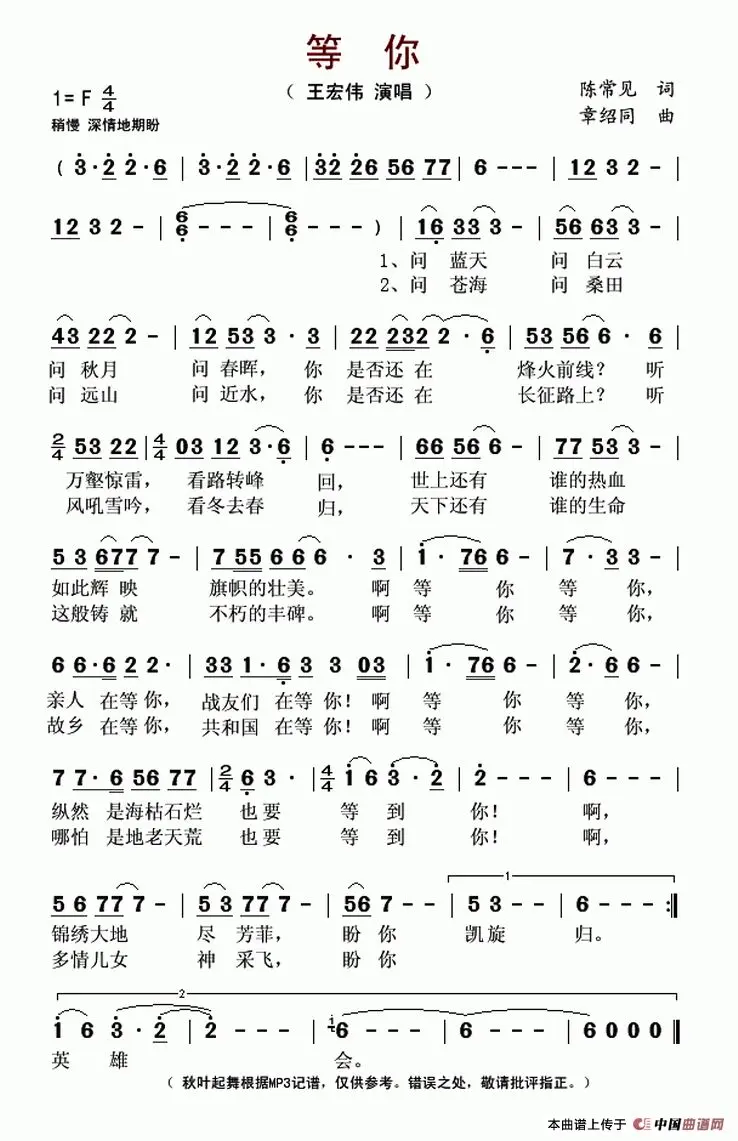 等 你
（ 王宏伟 演唱 ）
陈常见 词
1= F 4/4
章绍同 曲
稍慢 深情地期盼
( 3·2 2·6 | 3·2 2·6 | 32 26 56 77 | 6 - - - | 12 3 2 - |
12 3 2 - | 6/6 - - - | 6/6 - - - ) | 16 33 3 - | 56 63 3 - |
1、问 蓝天 问 白云
2、问 苍海 问 桑田
43 22 2 - | 12 53 3 · 3 | 22 232 2 · 6 | 53 56 6 · 6 |
问 秋月 问 春晖， 你 是否还 在 烽火前线？ 听
问 远山 问 近水， 你 是否还 在 长征路上？ 听
2/4 53 22 | 4/4 03 12 3·6 | 6 - - - | 66 56 6 - | 77 53 3 - |
万壑惊雷， 看路转峰 回， 世上还有 谁的热血
风吼雪吟， 看冬去春 归， 天下还有 谁的生命
5 3 677 7 - | 7 55 6 6 6 · 3 | 1· 76 6 - | 7· 3 3 - |
如此辉 映 旗帜的壮美。 啊 等 你 等 你，
这般铸 就 不朽的丰碑。 啊 等 你 等 你，
6 6·6 2 2· | 33 1·6 3 3 03 | 1· 76 6 - | 2·6 6 - |
亲人 在等 你， 战友们 在等 你！ 啊 等 你 等 你，
故乡 在等 你， 共和国 在等 你！ 啊 等 你 等 你，
7 7·6 56 77 | 2/4 6 3 · | 4/4 1 6 3 · 2 | 2 - - - | 6 - - - |
纵然 是海枯石烂 也要 等 到 你！ 啊，
哪怕 是地老天荒 也要 等 到 你！ 啊，
1
5 6 77 7 - | 5 3 77 7 - | 56 7 - - | 5 3 - - | 6 - - :‖
锦绣大地 尽 芳菲， 盼 你 凯旋 归。
多情儿女 神 采飞， 盼 你
2
1 6 3·2 | 2 - - - | 1 6 - - - | 6 - - - | 6 0 0 0 ‖
英 雄 会。
（ 秋叶起舞根据MP3记谱，仅供参考。错误之处，敬请批评指正。）
本曲谱上传于 中国曲谱网